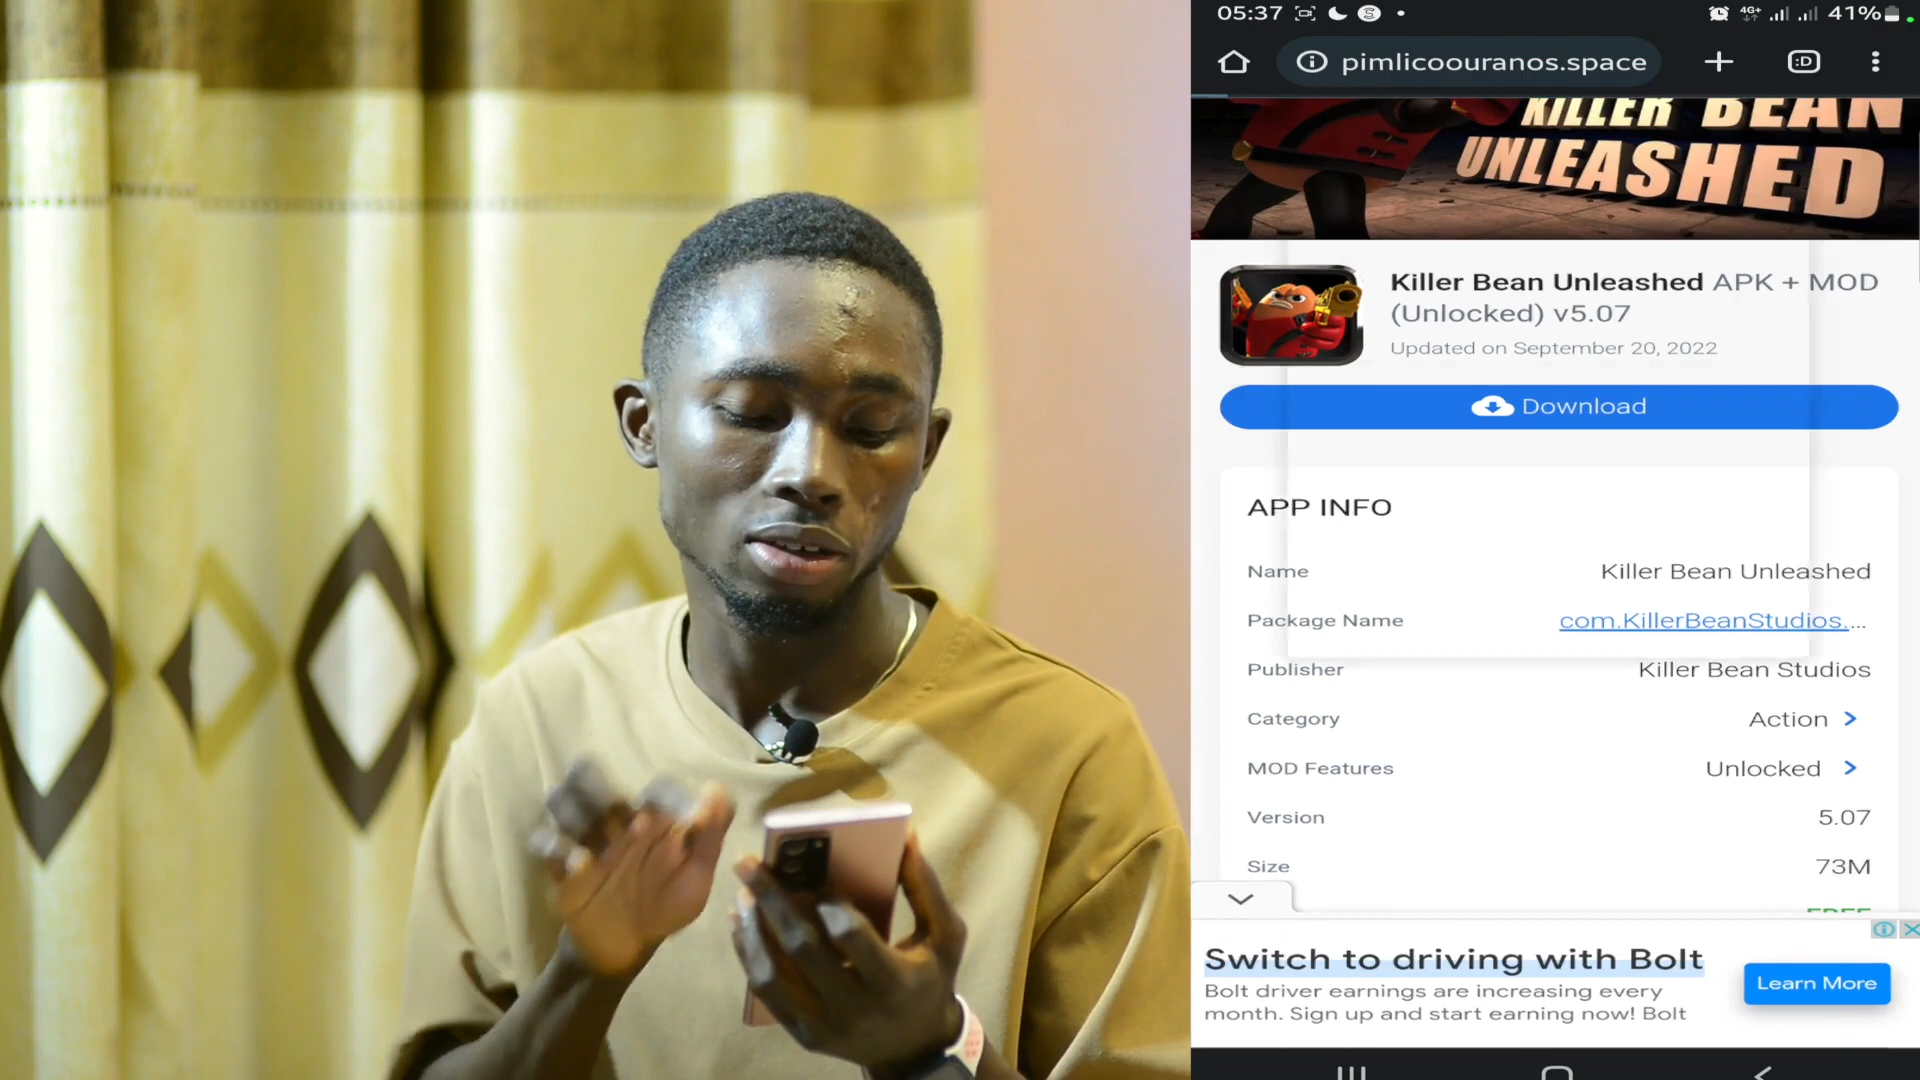 05:37
4G+
41%
pimlicoouranos.space
:D
KILLER BEAN
UNLEASHED
Killer Bean Unleashed APK + MOD
(Unlocked) v5.07
Updated on September 20, 2022
Download
APP INFO
Name
Killer Bean Unleashed
Package Name
com.KillerBeanStudios....
Publisher
Killer Bean Studios
Category
Action
MOD Features
Unlocked
Version
5.07
Size
73M
Switch to driving with Bolt
Bolt driver earnings are increasing every
month. Sign up and start earning now! Bolt
Learn More